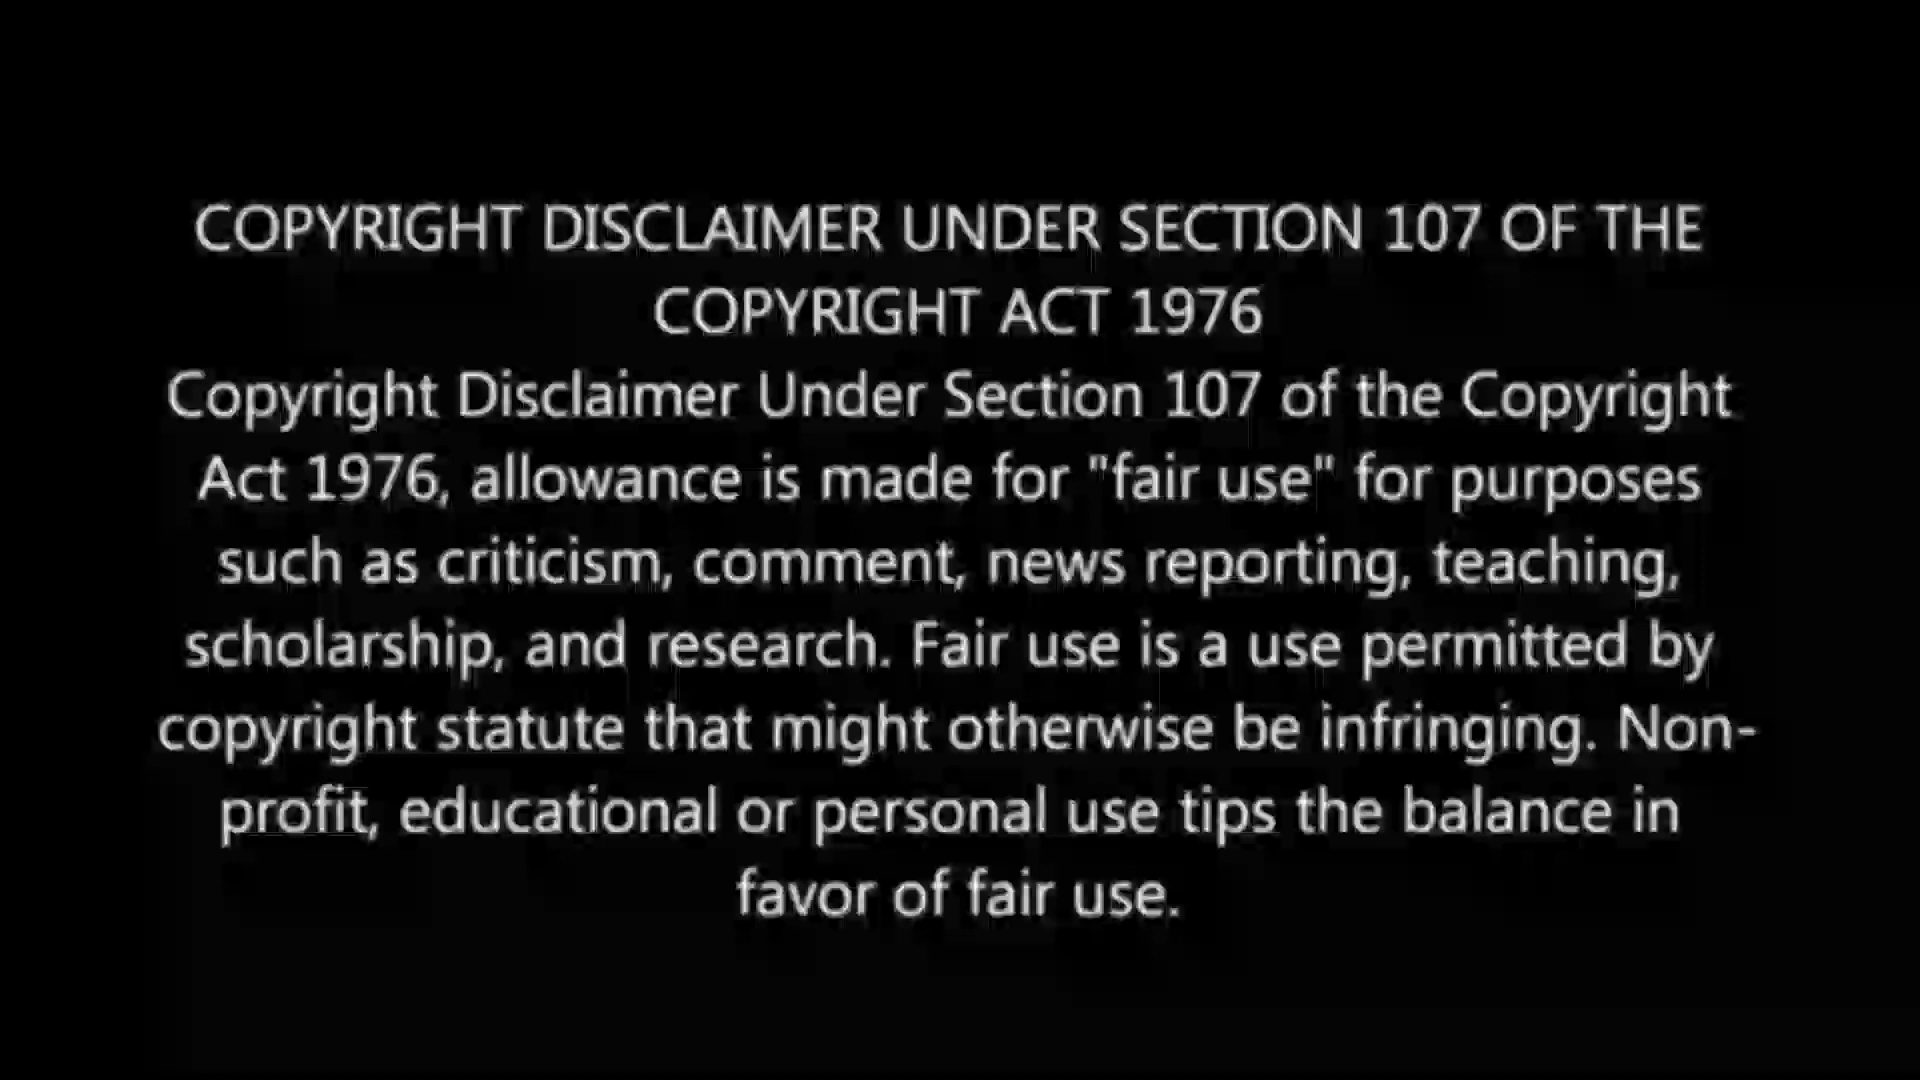 COPYRIGHT DISCLAIMER UNDER SECTION 107 OF THE
COPYRIGHT ACT 1976
Copyright Disclaimer Under Section 107 of the Copyright
Act 1976, allowance is made for "fair use" for purposes
such as criticism, comment, news reporting, teaching,
scholarship, and research. Fair use is a use permitted by
copyright statute that might otherwise be infringing. Non-
profit, educational or personal use tips the balance in
favor of fair use.